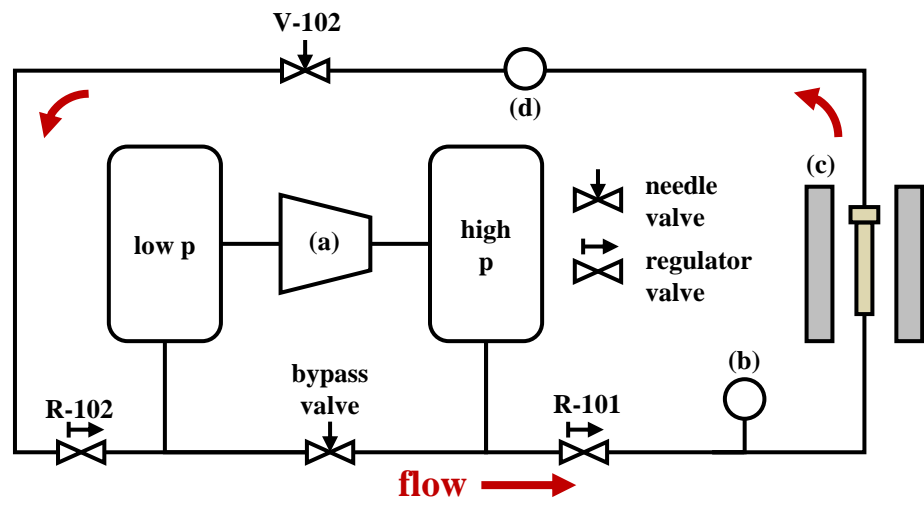 V-102
(d)
(c)
low p
(a)
high
p
needle
valve
regulator
valve
(b)
bypass
valve
R-102
R-101
flow